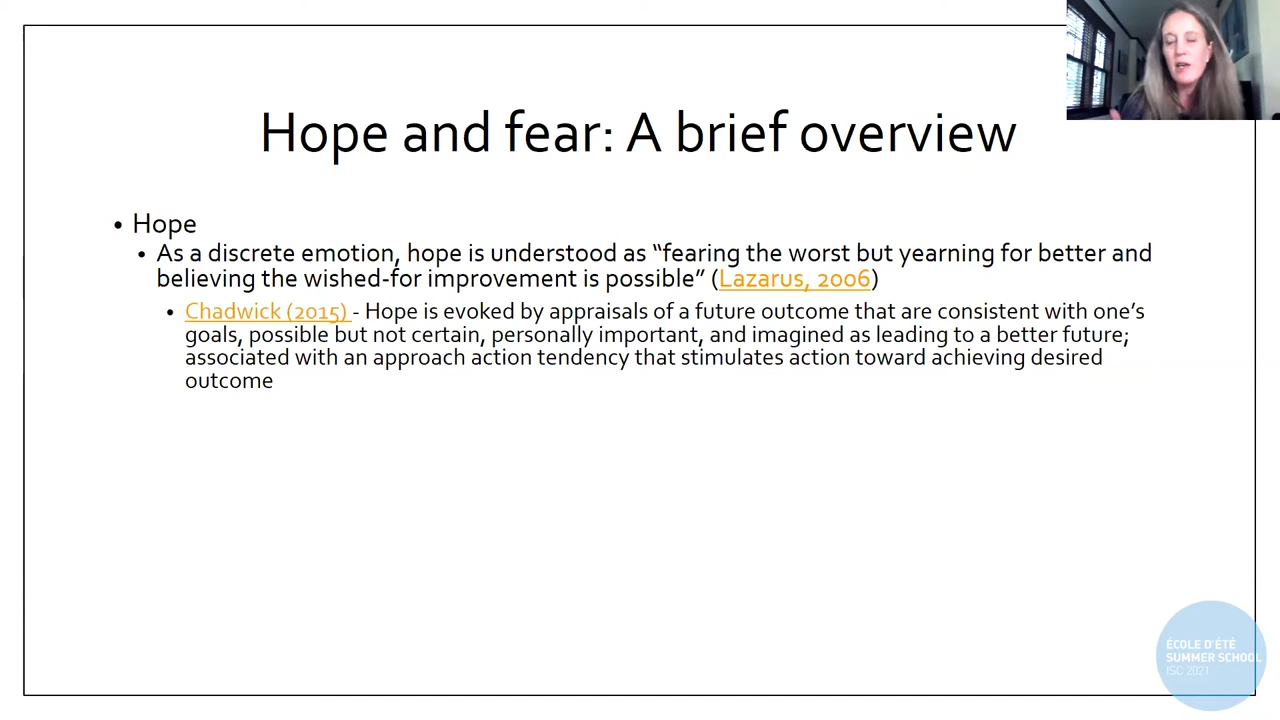 Hope and fear: A brief overview
• Hope
• As a discrete emotion, hope is understood as “fearing the worst but yearning for better and
believing the wished-for improvement is possible” (Lazarus, 2006)
• Chadwick (2015) - Hope is evoked by appraisals of a future outcome that are consistent with one’s
goals, possible but not certain, personally important, and imagined as leading to a better future;
associated with an approach action tendency that stimulates action toward achieving desired
outcome
ÉCOLE D'ÉTÉ
SUMMER SCHOOL
ISC 2021